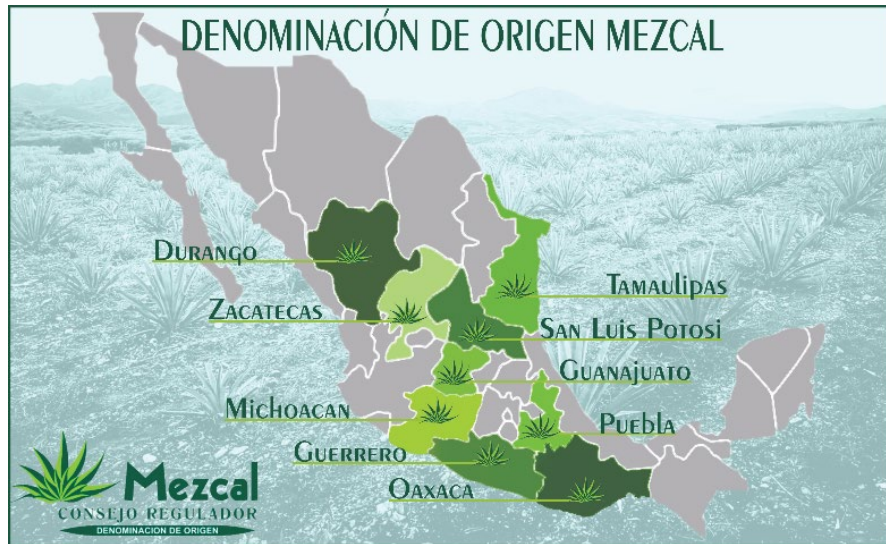 DENOMINACIÓN DE ORIGEN MEZCAL
DURANGO
ZACATECAS
TAMAULIPAS
SAN LUIS POTOSI
GUANAJUATO
MICHOACAN
PUEBLA
GUERRERO
OAXACA
Mezcal
CONSEJO REGULADOR
DENOMINACION DE ORIGEN